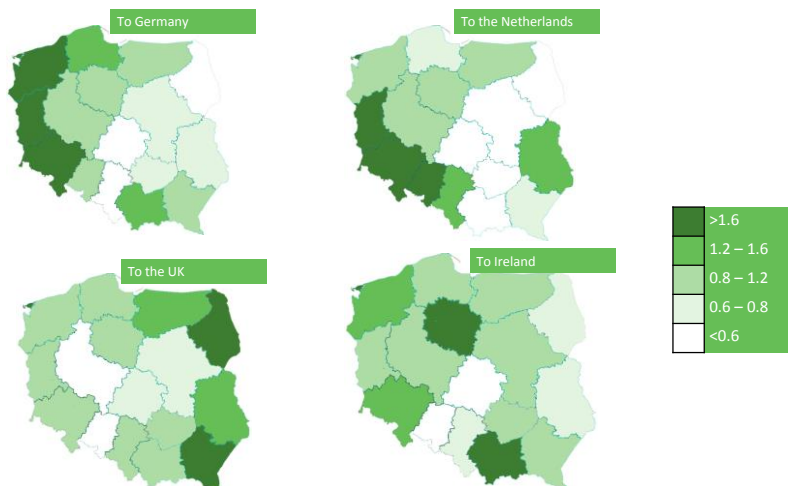 To Germany
To the Netherlands
To the UK
To Ireland
>1.6
1.2 – 1.6
0.8 – 1.2
0.6 – 0.8
<0.6